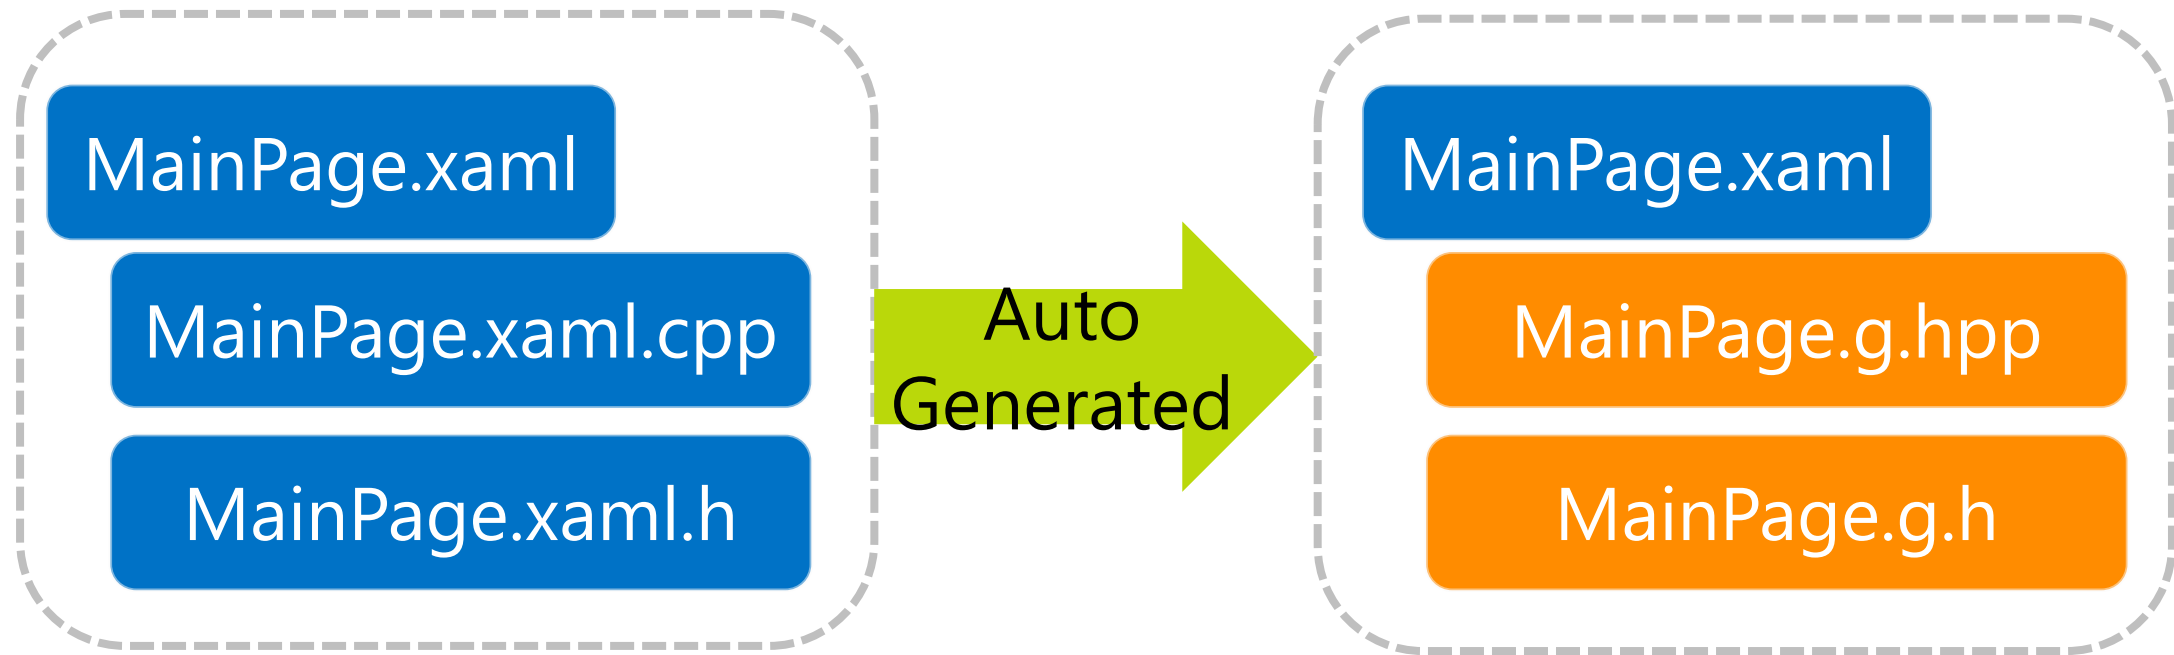 MainPage.xaml
MainPage.xaml.cpp
MainPage.xaml.h
Auto
Generated
MainPage.xaml
MainPage.g.hpp
MainPage.g.h